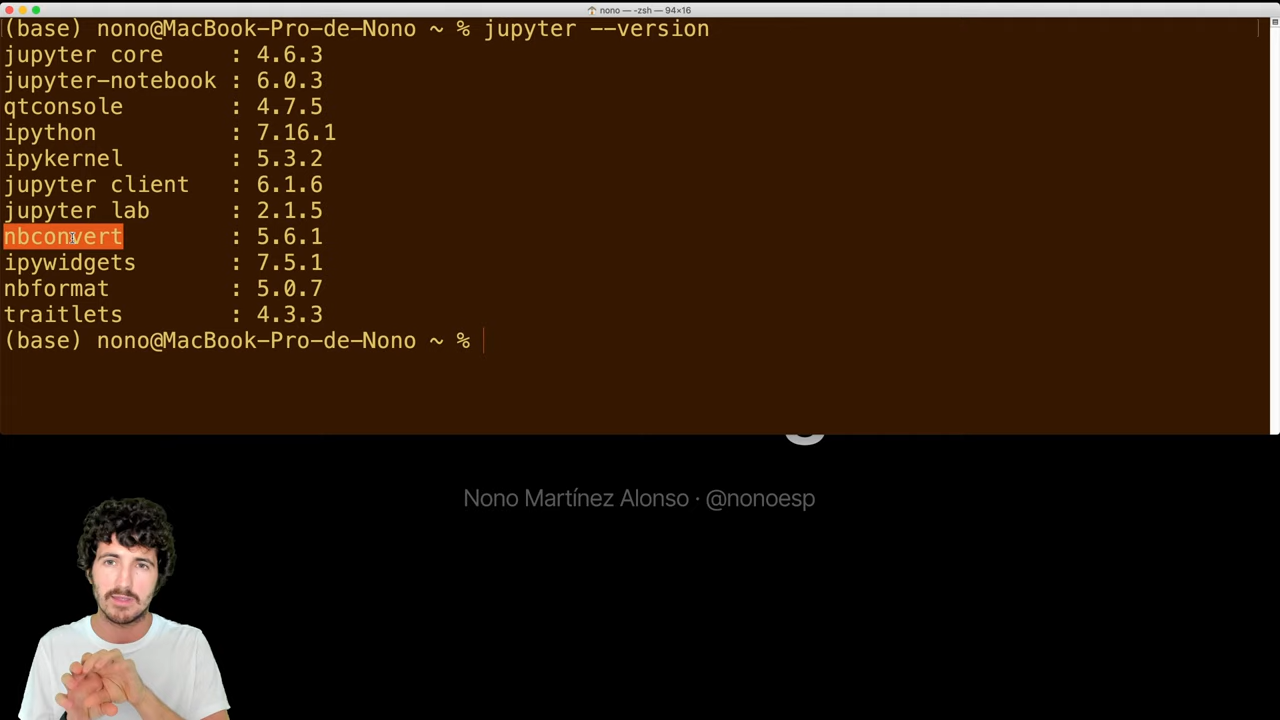 nono — -zsh — 94×16
(base) nono@MacBook-Pro-de-Nono ~ % jupyter --version
jupyter core     : 4.6.3
jupyter-notebook : 6.0.3
qtconsole        : 4.7.5
ipython          : 7.16.1
ipykernel        : 5.3.2
jupyter client   : 6.1.6
jupyter lab      : 2.1.5
nbconvert        : 5.6.1
ipywidgets       : 7.5.1
nbformat         : 5.0.7
traitlets        : 4.3.3
(base) nono@MacBook-Pro-de-Nono ~ %
Nono Martínez Alonso · @nonoesp